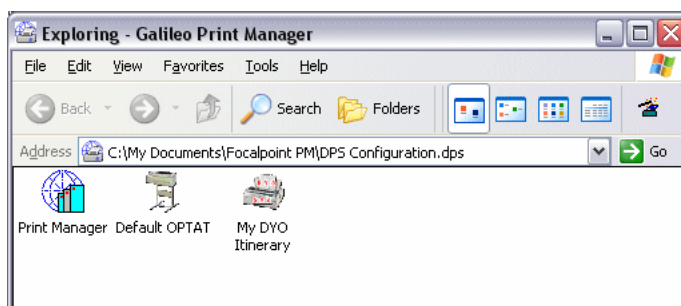 Exploring - Galileo Print Manager
File Edit View Favorites Tools Help
Back Search Folders
Address C:\My Documents\Focalpoint PM\DPS Configuration.dps Go
Print Manager Default OPTAT My DYO
Itinerary